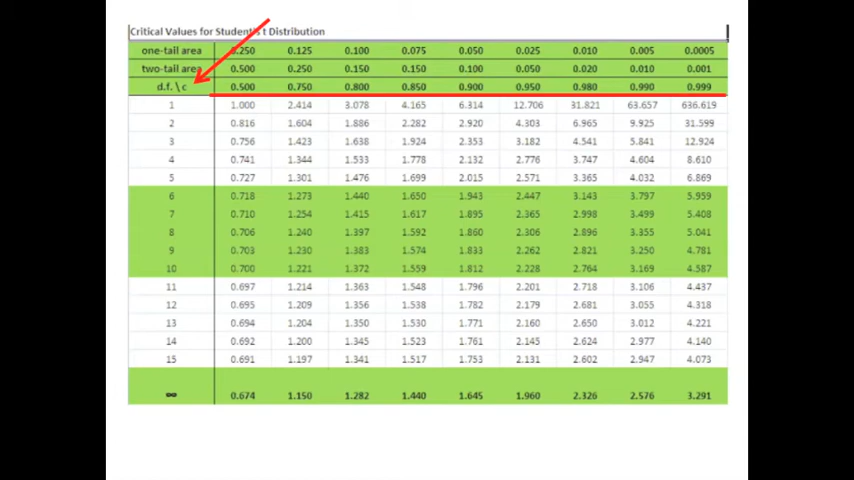 Critical Values for Student's t Distribution
one-tail area 0.250 0.125 0.100 0.075 0.050 0.025 0.010 0.005 0.0005
two-tail area 0.500 0.250 0.150 0.150 0.100 0.050 0.020 0.010 0.001
d.f. \ c 0.500 0.750 0.800 0.850 0.900 0.950 0.980 0.990 0.999
1 1.000 2.414 3.078 4.165 6.314 12.706 31.821 63.657 636.619
2 0.816 1.604 1.886 2.282 2.920 4.303 6.965 9.925 31.599
3 0.756 1.423 1.638 1.924 2.353 3.182 4.541 5.841 12.924
4 0.741 1.344 1.533 1.778 2.132 2.776 3.747 4.604 8.610
5 0.727 1.301 1.476 1.699 2.015 2.571 3.365 4.032 6.869
6 0.718 1.273 1.440 1.650 1.943 2.447 3.143 3.797 5.959
7 0.710 1.254 1.415 1.617 1.895 2.365 2.998 3.499 5.408
8 0.706 1.240 1.397 1.592 1.860 2.306 2.896 3.355 5.041
9 0.703 1.230 1.383 1.574 1.833 2.262 2.821 3.250 4.781
10 0.700 1.221 1.372 1.559 1.812 2.228 2.764 3.169 4.587
11 0.697 1.214 1.363 1.548 1.796 2.201 2.718 3.106 4.437
12 0.695 1.209 1.356 1.538 1.782 2.179 2.681 3.055 4.318
13 0.694 1.204 1.350 1.530 1.771 2.160 2.650 3.012 4.221
14 0.692 1.200 1.345 1.523 1.761 2.145 2.624 2.977 4.140
15 0.691 1.197 1.341 1.517 1.753 2.131 2.602 2.947 4.073
∞ 0.674 1.150 1.282 1.440 1.645 1.960 2.326 2.576 3.291